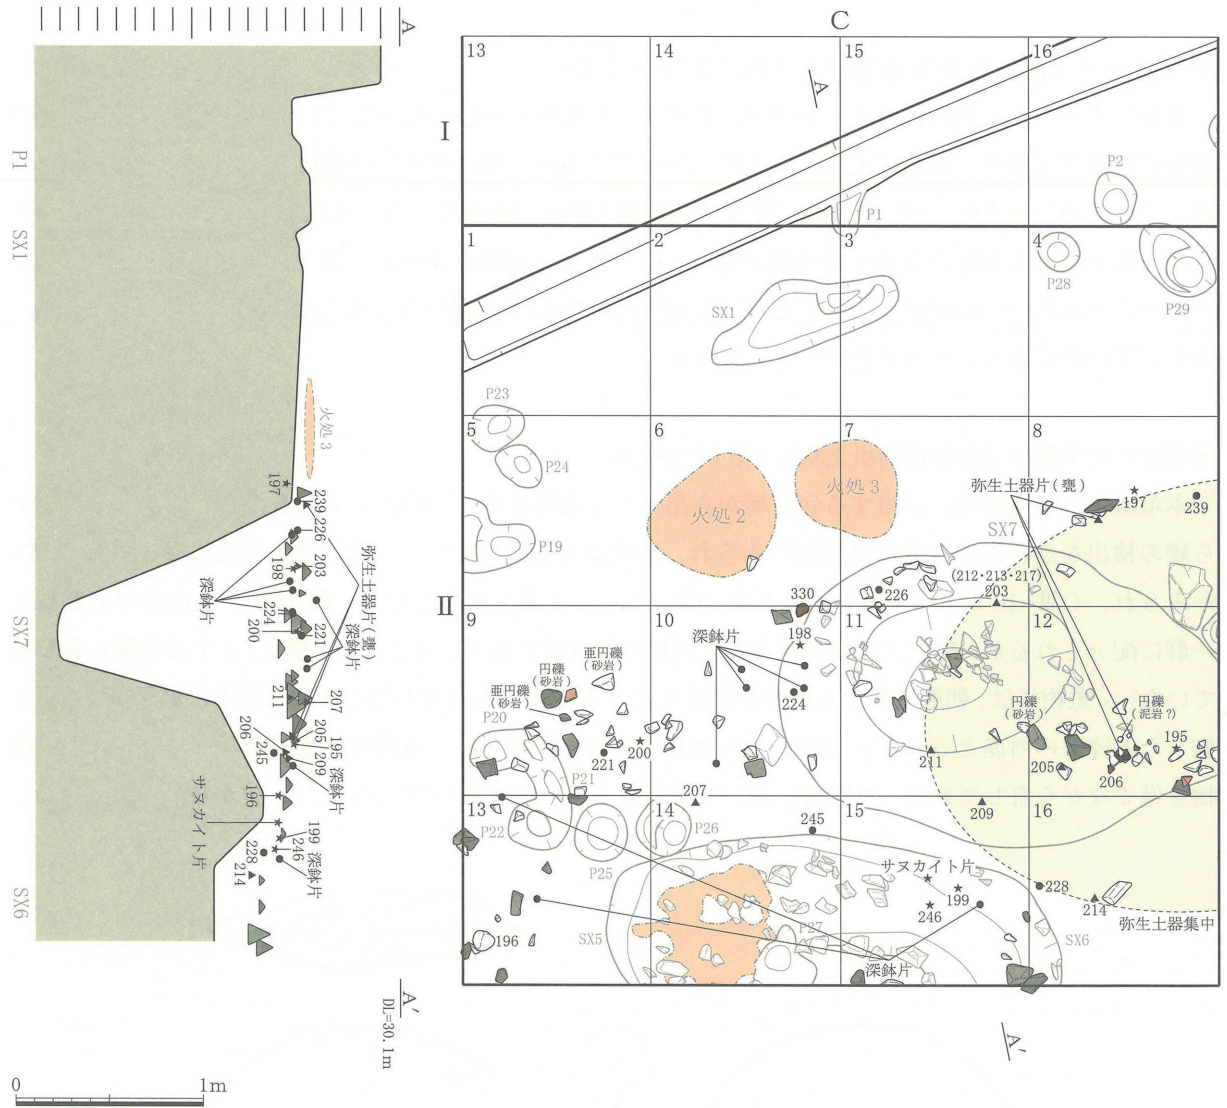 A
P1
SX1
火処 3
197
239
226
203
198
深鉢片
弥生土器片(甕)
深鉢片
224
200
221
SX7
211
207
206
245
205
209
195
深鉢片
196
サヌカイト片
199
246
深鉢片
228
214
SX6
A′
DL=30. 1m
0
1m
C
13
14
15
16
A
I
P2
P1
1
2
3
4
P28
P29
SX1
P23
5
6
7
8
P24
火処 3
弥生土器片(甕)
197
239
火処 2
P19
SX7
(212・213・217)
203
330
226
II
9
10
11
12
198
深鉢片
亜円礫
(砂岩)
円礫
(砂岩)
亜円礫
(砂岩)
224
円礫
(砂岩)
円礫
(泥岩?)
P20
200
221
195
211
205
206
P21
207
209
13
14
15
16
P22
P26
245
P25
サヌカイト片
199
246
228
214
弥生土器集中
196
SX5
P27
SX6
深鉢片
A′